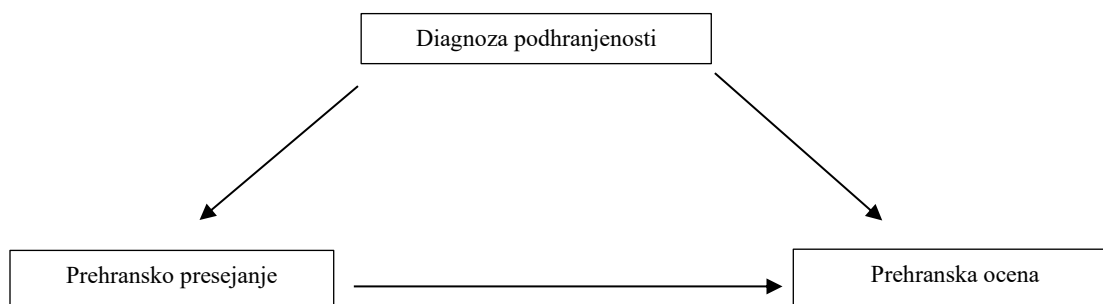 Diagnoza podhranjenosti
Prehransko presejanje
Prehranska ocena